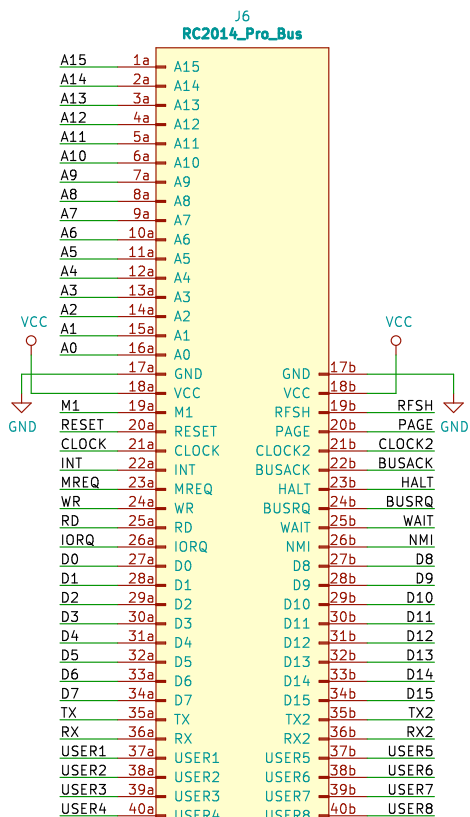 J6
RC2014_Pro_Bus
A15 1a A15
A14 2a A14
A13 3a A13
A12 4a A12
A11 5a A11
A10 6a A10
A9 7a A9
A8 8a A8
A7 9a A7
A6 10a A6
A5 11a A5
A4 12a A4
A3 13a A3
A2 14a A2
VCC VCC
A1 15a A1
A0 16a A0
17a GND GND 17b
18a VCC VCC 18b
M1 19a M1 RFSH 19b RFSH
GND GND
RESET 20a RESET PAGE 20b PAGE
CLOCK 21a CLOCK CLOCK2 21b CLOCK2
INT 22a INT BUSACK 22b BUSACK
MREQ 23a MREQ HALT 23b HALT
WR 24a WR BUSRQ 24b BUSRQ
RD 25a RD WAIT 25b WAIT
IORQ 26a IORQ NMI 26b NMI
D0 27a D0 D8 27b D8
D1 28a D1 D9 28b D9
D2 29a D2 D10 29b D10
D3 30a D3 D11 30b D11
D4 31a D4 D12 31b D12
D5 32a D5 D13 32b D13
D6 33a D6 D14 33b D14
D7 34a D7 D15 34b D15
TX 35a TX TX2 35b TX2
RX 36a RX RX2 36b RX2
USER1 37a USER1 USER5 37b USER5
USER2 38a USER2 USER6 38b USER6
USER3 39a USER3 USER7 39b USER7
USER4 40a USER4 USER8 40b USER8